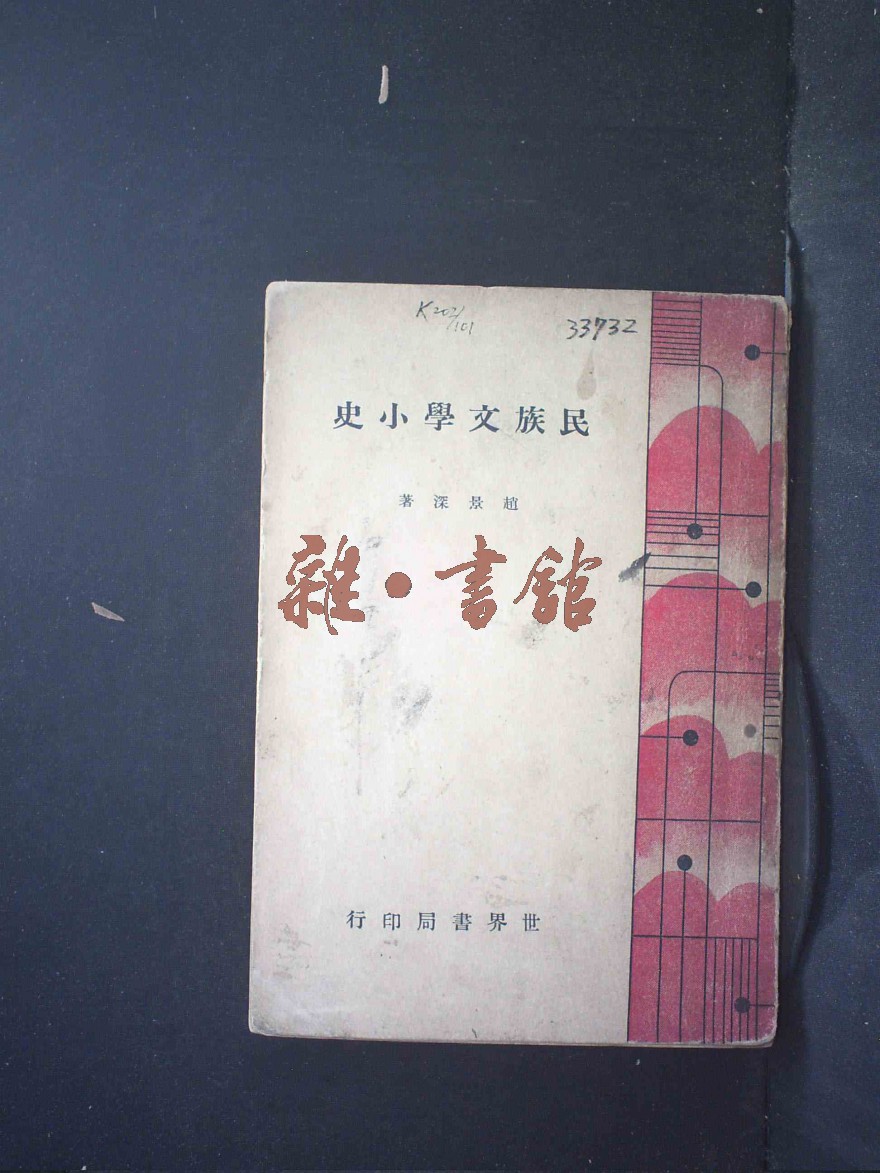 K202/101
33732
民族文學小史
趙景深著
雜·書館
世界書局印行